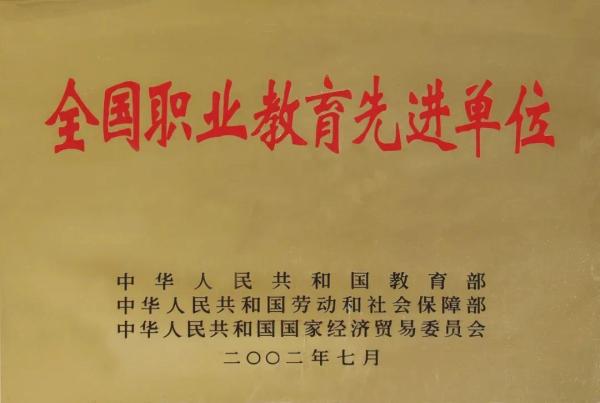 全国职业教育先进单位
中华人民共和国教育部
中华人民共和国劳动和社会保障部
中华人民共和国国家经济贸易委员会
二〇〇二年七月